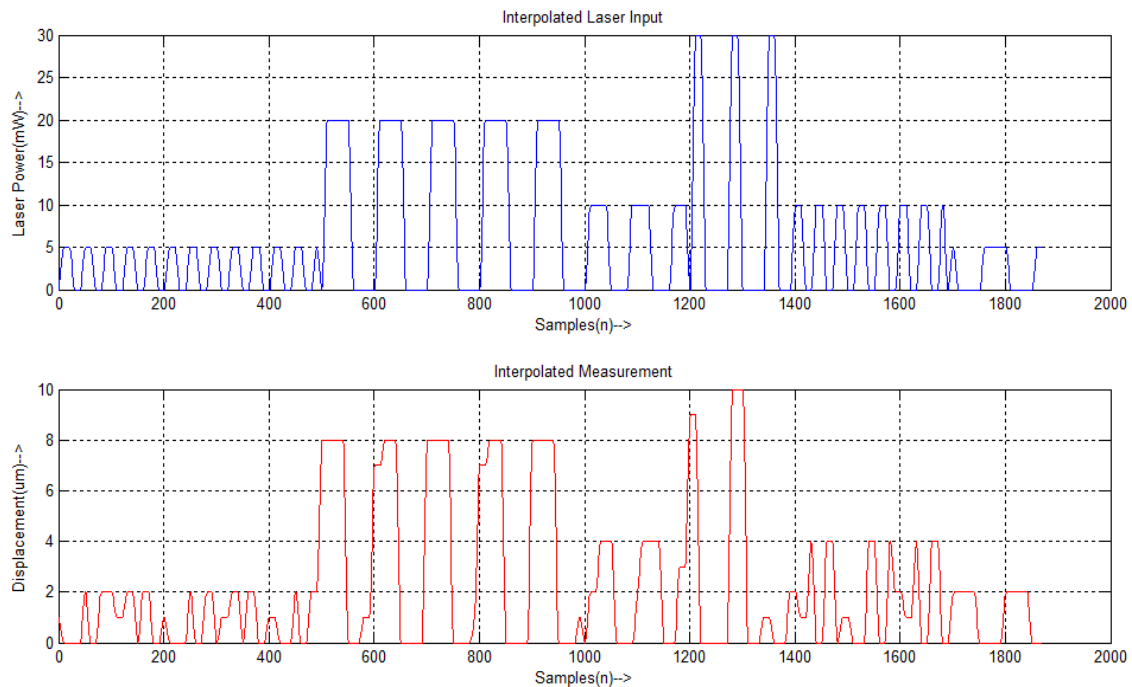 Interpolated Laser Input
30
25
20
15
10
5
0
Laser Power(mW)-->
0 200 400 600 800 1000 1200 1400 1600 1800 2000
Samples(n)-->
Interpolated Measurement
10
8
6
4
2
0
Displacement(um)-->
0 200 400 600 800 1000 1200 1400 1600 1800 2000
Samples(n)-->